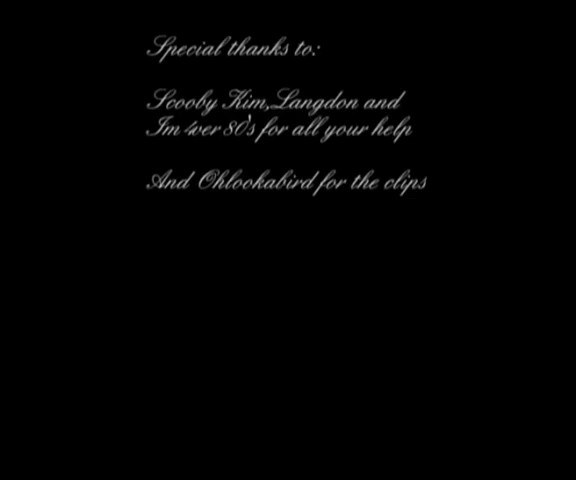 Special thanks to:
Scooby Kim,Langdon and
Im 4ver 80's for all your help
And Ohlookabird for the clips